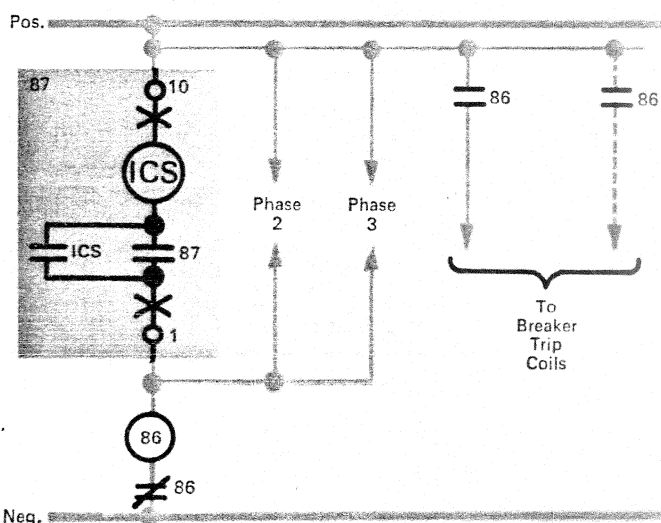 Pos.
87
10
86
86
ICS
Phase
2
Phase
3
ICS
87
1
To
Breaker
Trip
Coils
86
86
Neg.